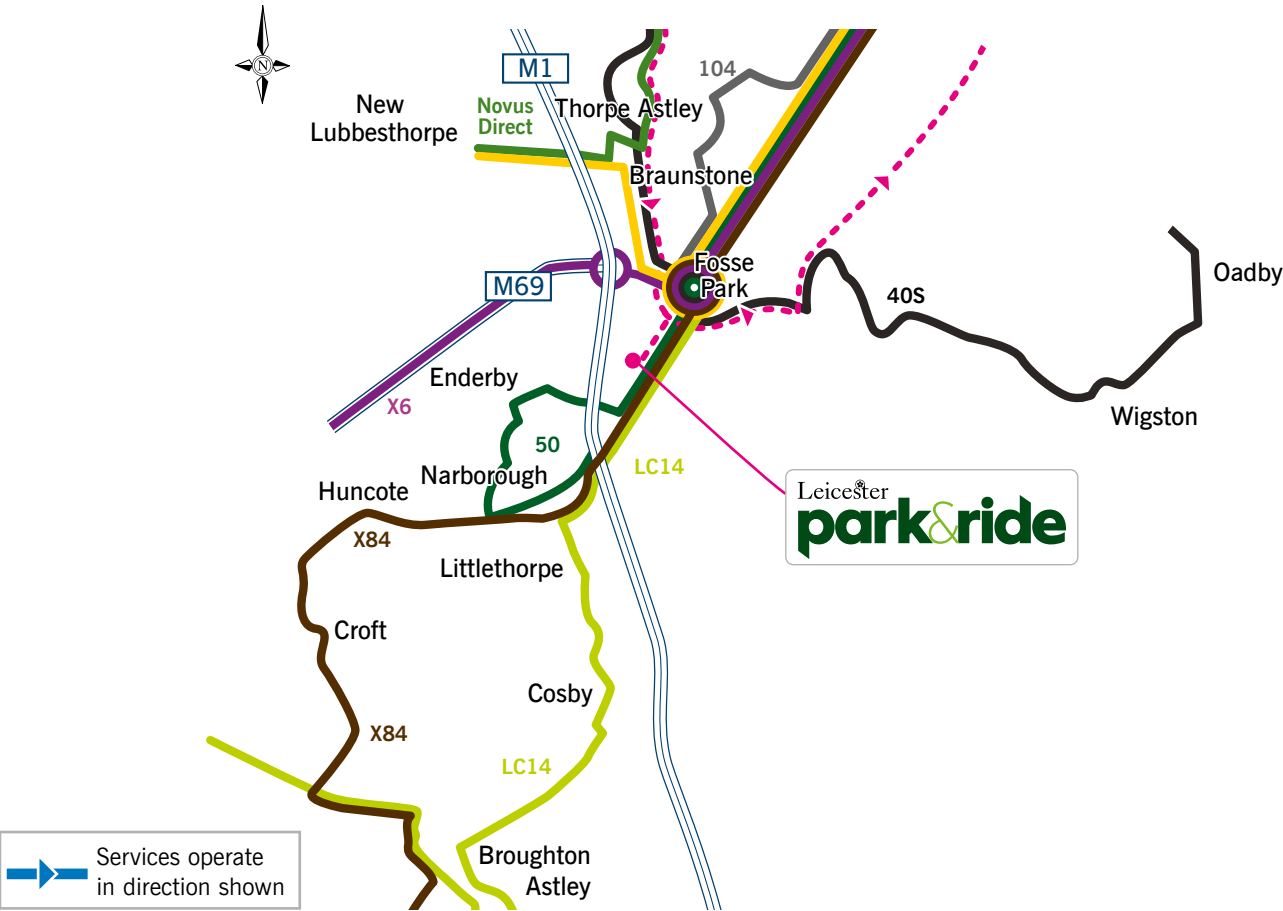 N
M1
104
New
Lubbesthorpe
Novus
Direct
Thorpe Astley
Braunstone
Fosse
Park
M69
Oadby
40S
Enderby
X6
Wigston
50
LC14
Narborough
Huncote
X84
Leicester
park&ride
Littlethorpe
Croft
Cosby
X84
LC14
Broughton
Astley
Services operate
in direction shown